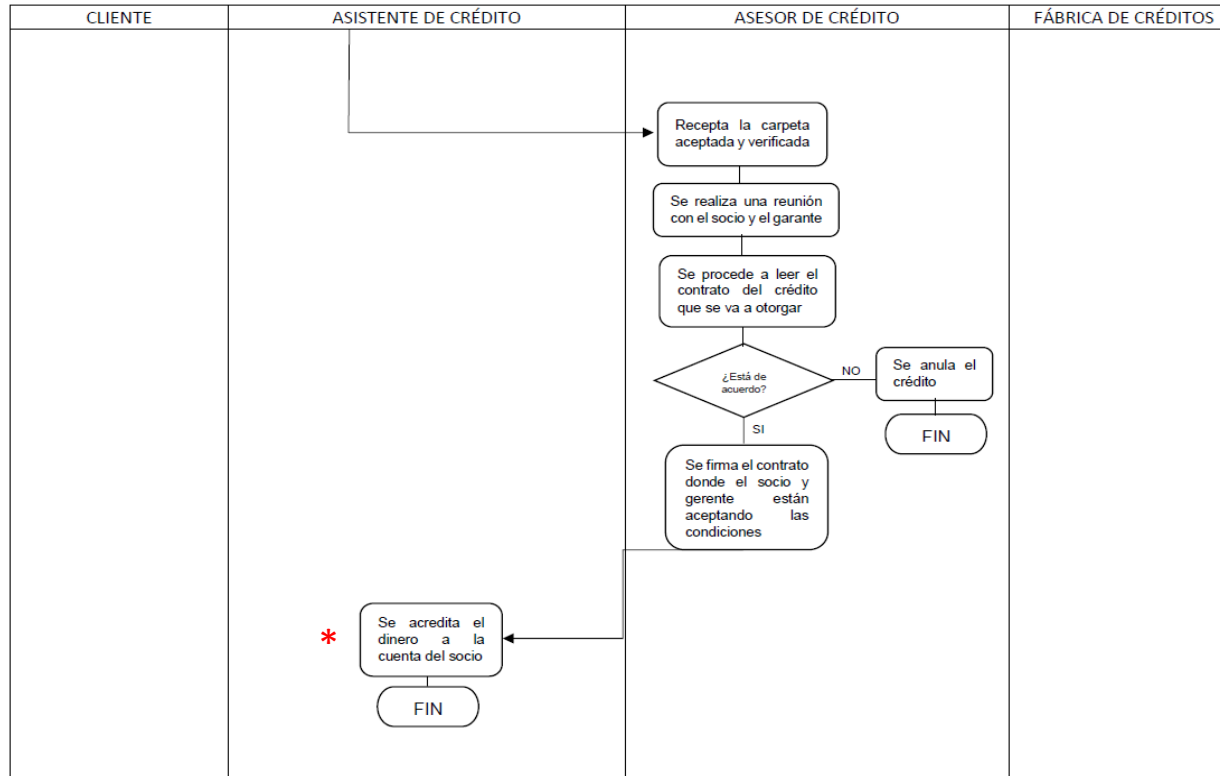 CLIENTE
ASISTENTE DE CRÉDITO
ASESOR DE CRÉDITO
FÁBRICA DE CRÉDITOS
Recepta la carpeta
aceptada y verificada
Se realiza una reunión
con el socio y el garante
Se procede a leer el
contrato del crédito
que se va a otorgar
¿Está de
acuerdo?
NO
Se anula el
crédito
FIN
SI
Se firma el contrato
donde el socio y
gerente están
aceptando las
condiciones
*
Se acredita el
dinero a la
cuenta del socio
FIN